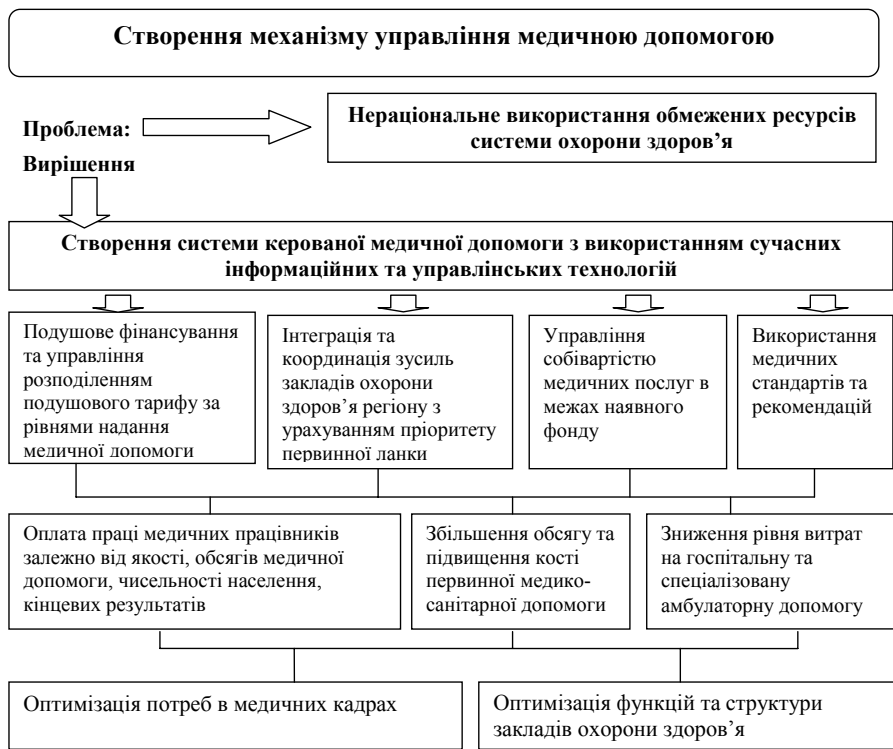 Створення механізму управління медичною допомогою
Проблема:
Нераціональне використання обмежених ресурсів
системи охорони здоров’я
Вирішення
Створення системи керованої медичної допомоги з використанням сучасних
інформаційних та управлінських технологій
Подушове фінансування
та управління
розподіленням
подушового тарифу за
рівнями надання
медичної допомоги
Інтеграція та
координація зусиль
закладів охорони
здоров’я регіону з
урахуванням пріоритету
первинної ланки
Управління
собівартістю
медичних послуг в
межах наявного
фонду
Використання
медичних
стандартів та
рекомендацій
Оплата праці медичних працівників
залежно від якості, обсягів медичної
допомоги, чисельності населення,
кінцевих результатів
Збільшення обсягу та
підвищення кості
первинної медико-
санітарної допомоги
Зниження рівня витрат
на госпітальну та
спеціалізовану
амбулаторну допомогу
Оптимізація потреб в медичних кадрах
Оптимізація функцій та структури
закладів охорони здоров’я